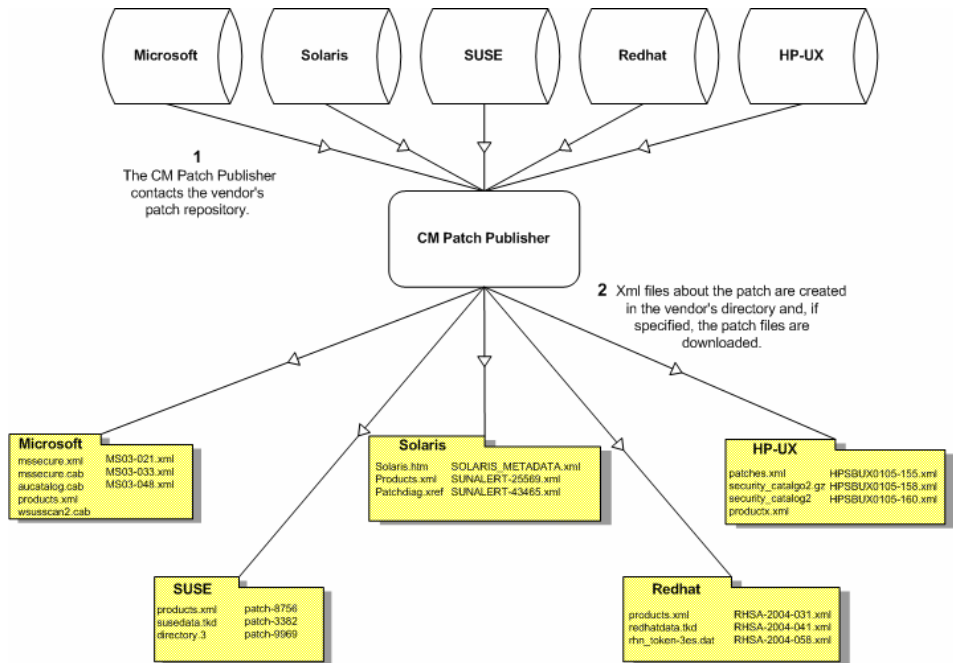 Microsoft
Solaris
SUSE
Redhat
HP-UX
1
The CM Patch Publisher
contacts the vendor's
patch repository.
CM Patch Publisher
2 Xml files about the patch are created
in the vendor's directory and, if
specified, the patch files are
downloaded.
Microsoft
mssecure.xml MS03-021.xml
mssecure.cab MS03-033.xml
aucatalog.cab MS03-048.xml
products.xml
wsusscan2.cab
Solaris
Solaris.htm SOLARIS_METADATA.xml
Products.xml SUNALERT-25569.xml
Patchdiag.xref SUNALERT-43465.xml
HP-UX
patches.xml HPSBUX0105-155.xml
security_catalgo2.gz HPSBUX0105-158.xml
security_catalog2 HPSBUX0105-160.xml
productx.xml
SUSE
products.xml patch-8756
susedata.tkd patch-3382
directory.3 patch-9969
Redhat
products.xml RHSA-2004-031.xml
redhatdata.tkd RHSA-2004-041.xml
rhn_token-3es.dat RHSA-2004-058.xml